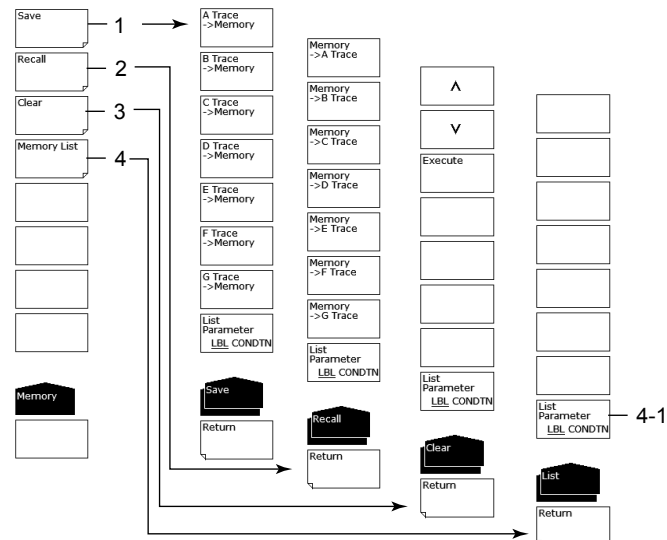 Save
Recall
Clear
Memory List
Memory
1
2
3
4
A Trace
->Memory
B Trace
->Memory
C Trace
->Memory
D Trace
->Memory
E Trace
->Memory
F Trace
->Memory
G Trace
->Memory
List
Parameter
LBL CONDTN
Save
Return
Memory
->A Trace
Memory
->B Trace
Memory
->C Trace
Memory
->D Trace
Memory
->E Trace
Memory
->F Trace
Memory
->G Trace
List
Parameter
LBL CONDTN
Recall
Return
∧
∨
Execute
List
Parameter
LBL CONDTN
Clear
Return
List
Parameter
LBL CONDTN
4-1
List
Return